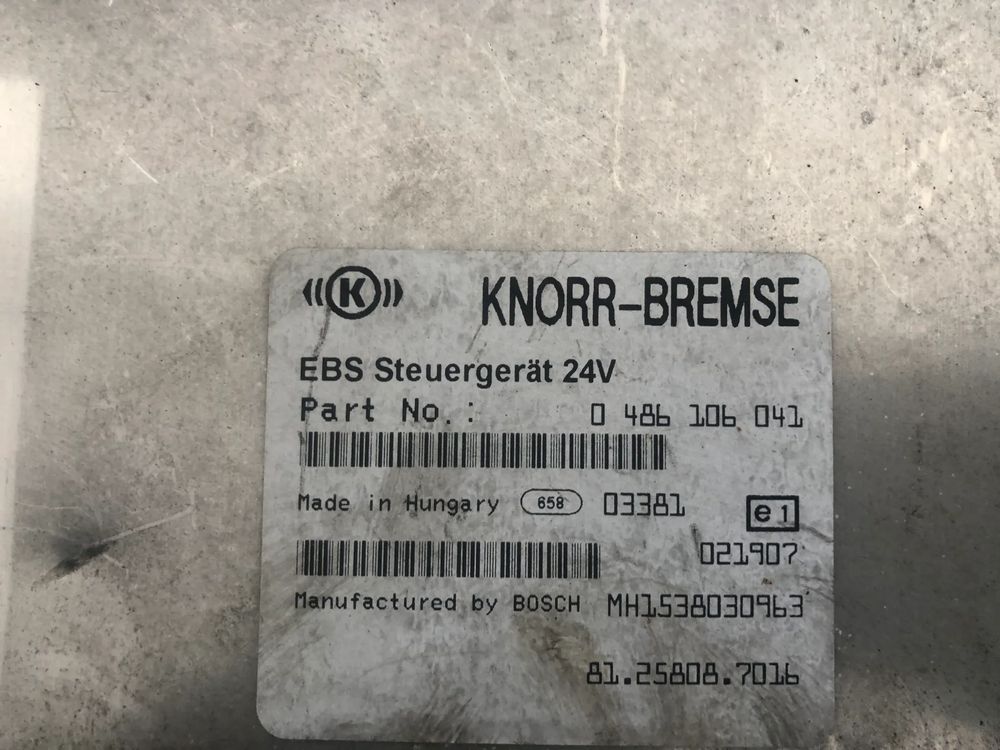 K KNORR-BREMSE
EBS Steuergerät 24V
Part No.: 0 486 106 041
Made in Hungary 658 03381 e1
021907
Manufactured by BOSCH MH1538030963
81.25808.7016